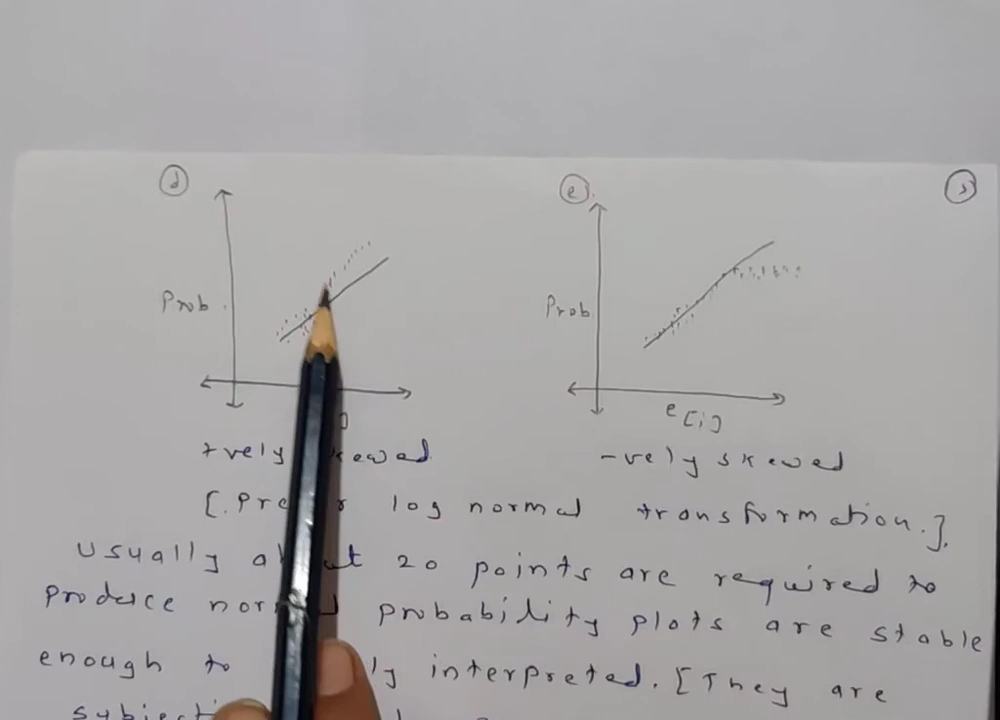 d e s
Prob Prob
e[i]
+vely skewed -vely skewed
log normal transformation.].
usually 20 points are required to
produce probability plots are stable
enough to interpreted. [They are